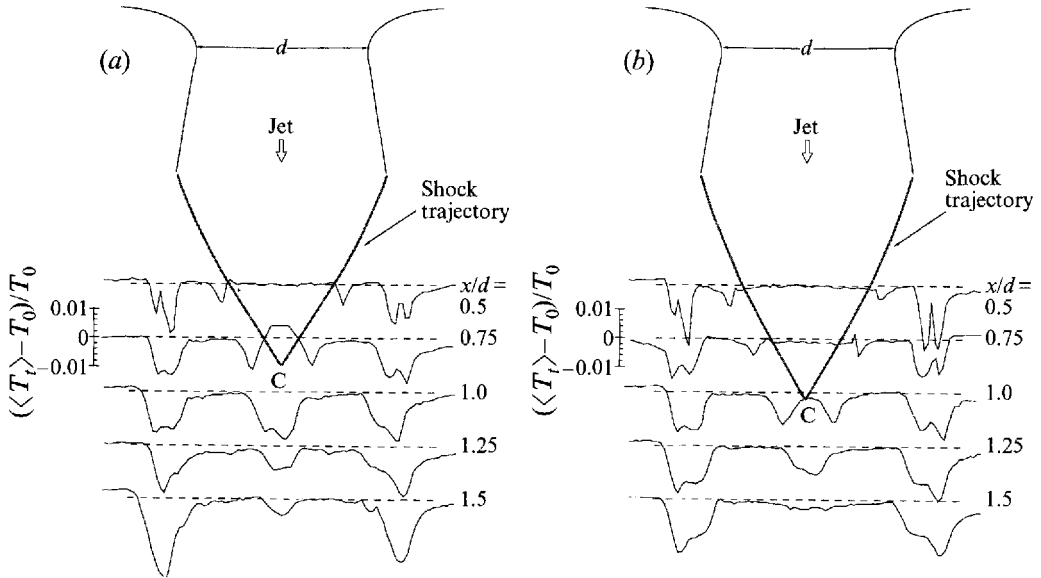 (a)
d
Jet
Shock
trajectory
(⟨T_t⟩−T_0)/T_0
0.01
0
−0.01
x/d =
0.5
0.75
C
1.0
1.25
1.5
(b)
d
Jet
Shock
trajectory
(⟨T_t⟩−T_0)/T_0
0.01
0
−0.01
x/d =
0.5
0.75
C
1.0
1.25
1.5